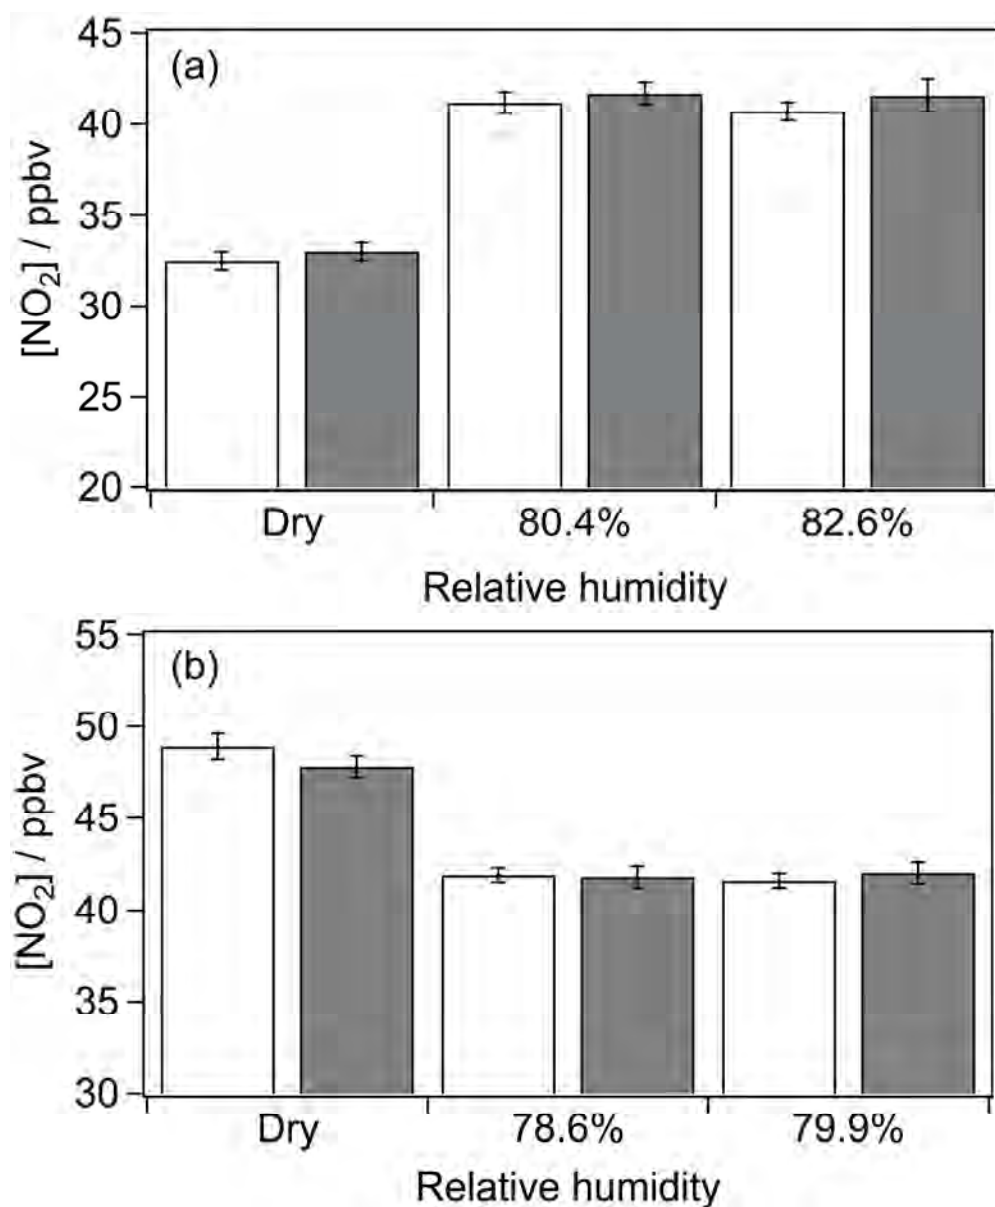 (a)
[NO₂] / ppbv
45
40
35
30
25
20
Dry 80.4% 82.6%
Relative humidity
(b)
[NO₂] / ppbv
55
50
45
40
35
30
Dry 78.6% 79.9%
Relative humidity